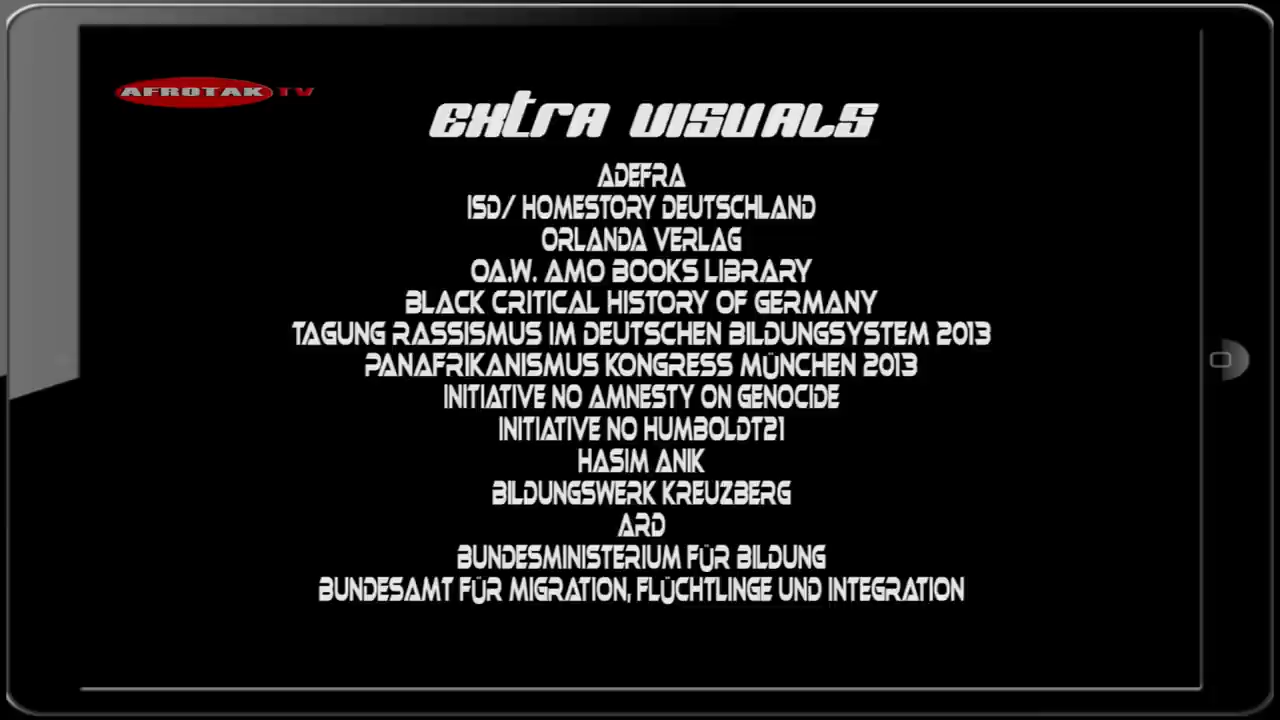 AFROTAK TV
EXTRA VISUALS
ADEFRA
ISD/ HOMESTORY DEUTSCHLAND
ORLANDA VERLAG
OA.W. AMO BOOKS LIBRARY
BLACK CRITICAL HISTORY OF GERMANY
TAGUNG RASSISMUS IM DEUTSCHEN BILDUNGSYSTEM 2013
PANAFRIKANISMUS KONGRESS MÜNCHEN 2013
INITIATIVE NO AMNESTY ON GENOCIDE
INITIATIVE NO HUMBOLDT21
HASIM ANIK
BILDUNGSWERK KREUZBERG
ARD
BUNDESMINISTERIUM FÜR BILDUNG
BUNDESAMT FÜR MIGRATION, FLÜCHTLINGE UND INTEGRATION